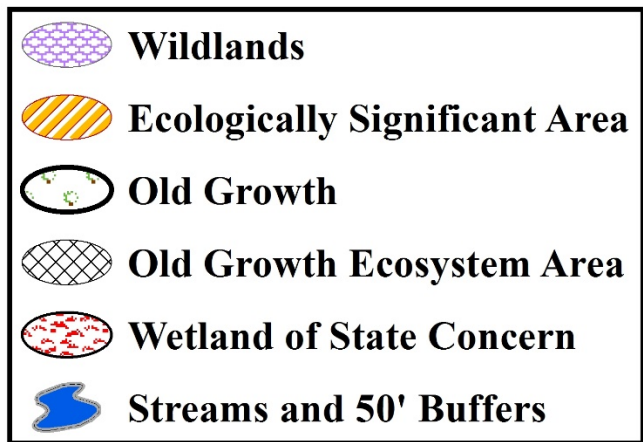 Wildlands
Ecologically Significant Area
Old Growth
Old Growth Ecosystem Area
Wetland of State Concern
Streams and 50' Buffers